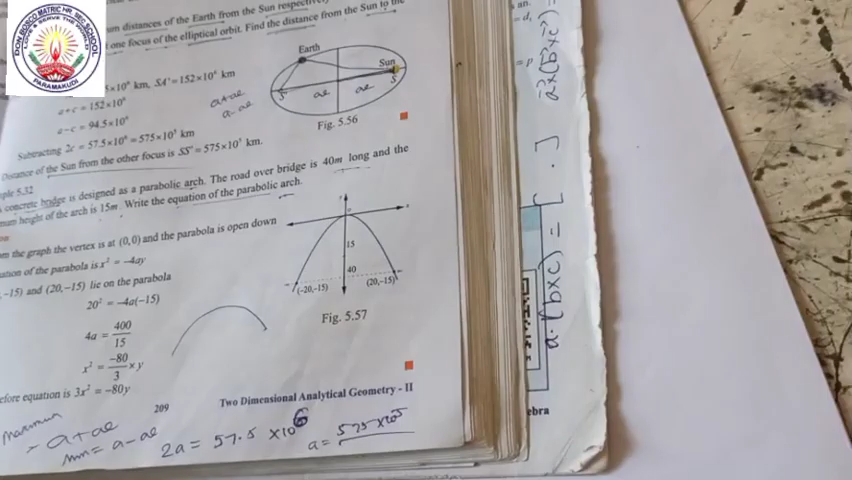 DON BOSCO MATRIC HR. SEC SCHOOL
LOVE & SERVE THE WORLD
PARAMAKUDI
distances of the Earth from the Sun respectively
one focus of the elliptical orbit. Find the distance from the Sun to the
km, SA' = 152×10⁶ km
a+c = 152×10⁶
a−c = 94.5×10⁶
Subtracting 2c = 57.5×10⁶ = 575×10⁵ km
Distance of the Sun from the other focus is SS' = 575×10⁵ km.
a+ae
a-ae
Earth
Sun
S'
S
ae
ae
Fig. 5.56
5.32
concrete bridge is designed as a parabolic arch. The road over bridge is 40m long and the
height of the arch is 15m. Write the equation of the parabolic arch.
the graph the vertex is at (0,0) and the parabola is open down
of the parabola is x² = −4ay
−15) and (20,−15) lie on the parabola
20² = −4a(−15)
4a = 400/15
x² = −80/3 × y
equation is 3x² = −80y
15
40
(-20,-15)
(20,-15)
Fig. 5.57
209
Two Dimensional Analytical Geometry - II
Maximum
= a+ae
min = a-ae
2a = 57.5 ×10⁶
a = 575×10⁵
an.
= d,
= p
a×(b×c) =
a·(b×c) = [ · ]
ebra